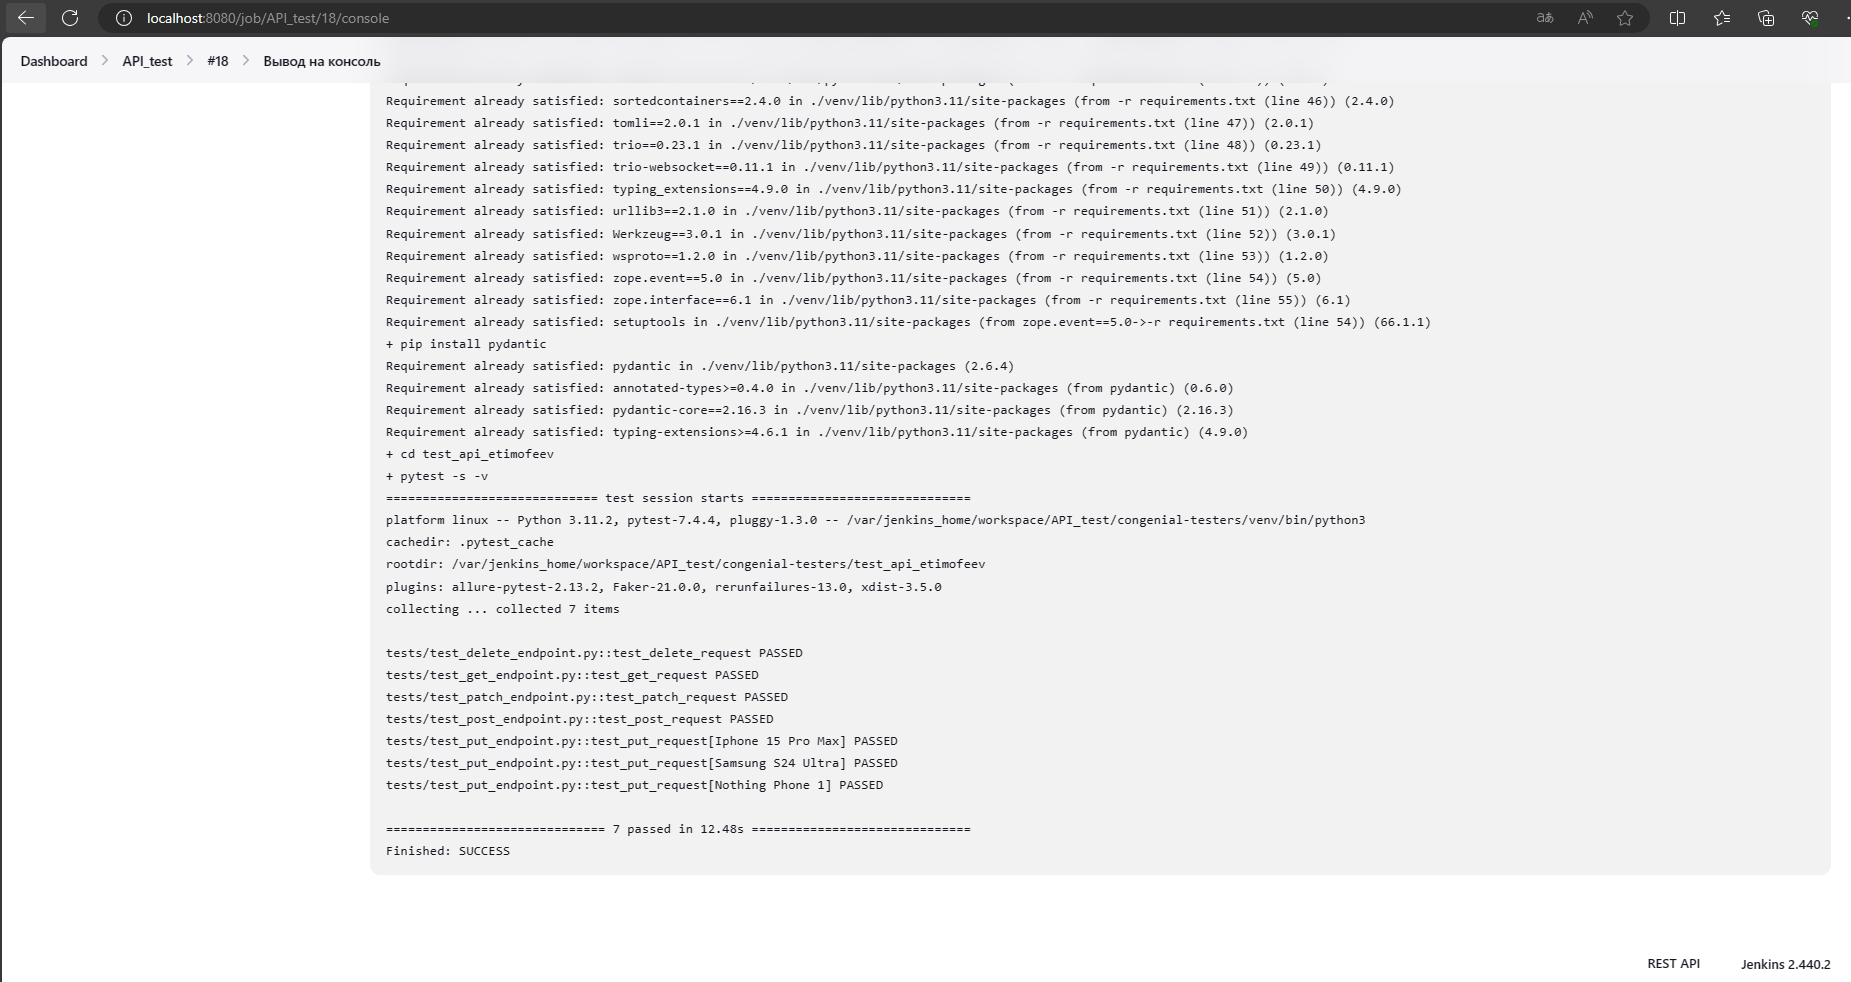 localhost:8080/job/API_test/18/console
Dashboard > API_test > #18 > Вывод на консоль
Requirement already satisfied: sortedcontainers==2.4.0 in ./venv/lib/python3.11/site-packages (from -r requirements.txt (line 46)) (2.4.0)
Requirement already satisfied: tomli==2.0.1 in ./venv/lib/python3.11/site-packages (from -r requirements.txt (line 47)) (2.0.1)
Requirement already satisfied: trio==0.23.1 in ./venv/lib/python3.11/site-packages (from -r requirements.txt (line 48)) (0.23.1)
Requirement already satisfied: trio-websocket==0.11.1 in ./venv/lib/python3.11/site-packages (from -r requirements.txt (line 49)) (0.11.1)
Requirement already satisfied: typing_extensions==4.9.0 in ./venv/lib/python3.11/site-packages (from -r requirements.txt (line 50)) (4.9.0)
Requirement already satisfied: urllib3==2.1.0 in ./venv/lib/python3.11/site-packages (from -r requirements.txt (line 51)) (2.1.0)
Requirement already satisfied: Werkzeug==3.0.1 in ./venv/lib/python3.11/site-packages (from -r requirements.txt (line 52)) (3.0.1)
Requirement already satisfied: wsproto==1.2.0 in ./venv/lib/python3.11/site-packages (from -r requirements.txt (line 53)) (1.2.0)
Requirement already satisfied: zope.event==5.0 in ./venv/lib/python3.11/site-packages (from -r requirements.txt (line 54)) (5.0)
Requirement already satisfied: zope.interface==6.1 in ./venv/lib/python3.11/site-packages (from -r requirements.txt (line 55)) (6.1)
Requirement already satisfied: setuptools in ./venv/lib/python3.11/site-packages (from zope.event==5.0->-r requirements.txt (line 54)) (66.1.1)
+ pip install pydantic
Requirement already satisfied: pydantic in ./venv/lib/python3.11/site-packages (2.6.4)
Requirement already satisfied: annotated-types>=0.4.0 in ./venv/lib/python3.11/site-packages (from pydantic) (0.6.0)
Requirement already satisfied: pydantic-core==2.16.3 in ./venv/lib/python3.11/site-packages (from pydantic) (2.16.3)
Requirement already satisfied: typing-extensions>=4.6.1 in ./venv/lib/python3.11/site-packages (from pydantic) (4.9.0)
+ cd test_api_etimofeev
+ pytest -s -v
============================= test session starts ==============================
platform linux -- Python 3.11.2, pytest-7.4.4, pluggy-1.3.0 -- /var/jenkins_home/workspace/API_test/congenial-testers/venv/bin/python3
cachedir: .pytest_cache
rootdir: /var/jenkins_home/workspace/API_test/congenial-testers/test_api_etimofeev
plugins: allure-pytest-2.13.2, Faker-21.0.0, rerunfailures-13.0, xdist-3.5.0
collecting ... collected 7 items
tests/test_delete_endpoint.py::test_delete_request PASSED
tests/test_get_endpoint.py::test_get_request PASSED
tests/test_patch_endpoint.py::test_patch_request PASSED
tests/test_post_endpoint.py::test_post_request PASSED
tests/test_put_endpoint.py::test_put_request[Iphone 15 Pro Max] PASSED
tests/test_put_endpoint.py::test_put_request[Samsung S24 Ultra] PASSED
tests/test_put_endpoint.py::test_put_request[Nothing Phone 1] PASSED
============================== 7 passed in 12.48s ==============================
Finished: SUCCESS
REST API Jenkins 2.440.2